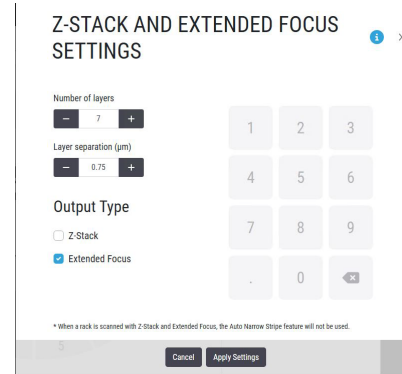 Z-STACK AND EXTENDED FOCUS
SETTINGS
Number of layers
− 7 +
Layer separation (µm)
− 0.75 +
Output Type
Z-Stack
Extended Focus
1 2 3
4 5 6
7 8 9
. 0
* When a rack is scanned with Z-Stack and Extended Focus, the Auto Narrow Stripe feature will not be used.
5
Cancel Apply Settings